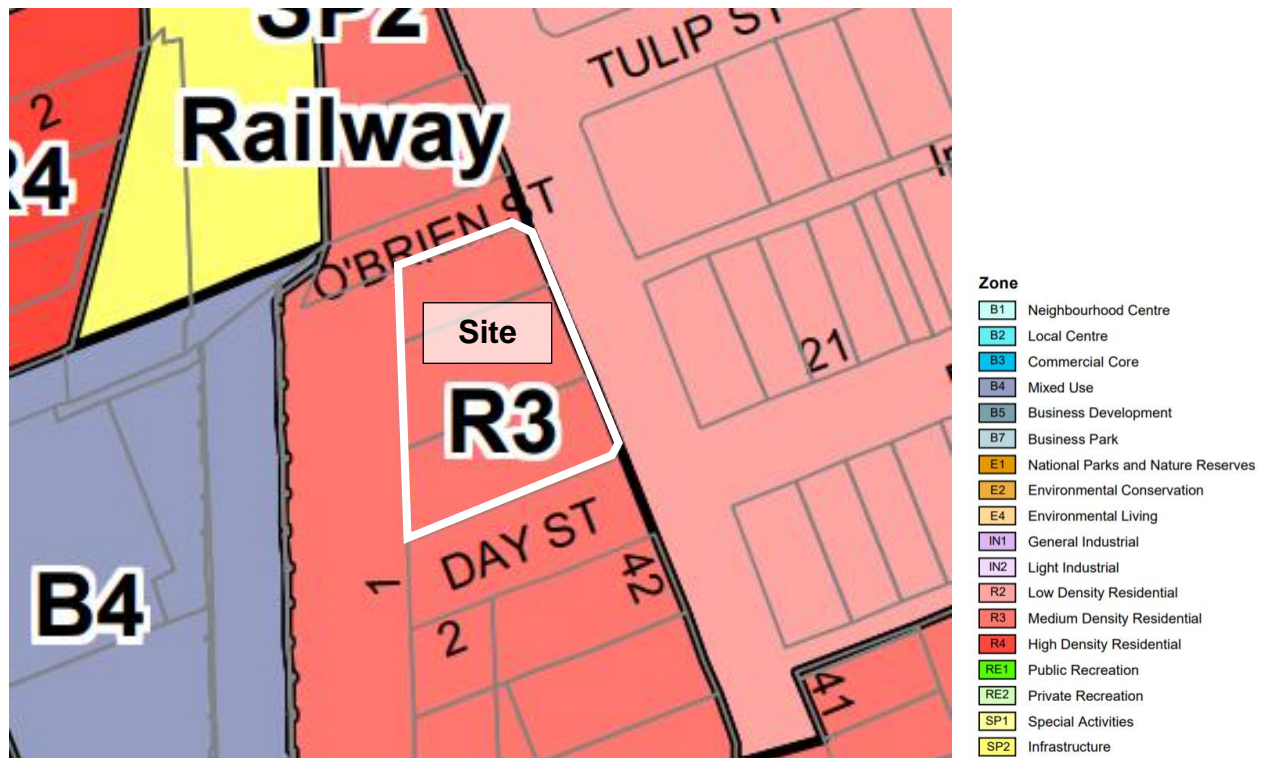 SP2
Railway
TULIP ST
2
R4
O'BRIEN ST
Site
21
R3
DAY ST
1
42
2
B4
41
Zone
B1 Neighbourhood Centre
B2 Local Centre
B3 Commercial Core
B4 Mixed Use
B5 Business Development
B7 Business Park
E1 National Parks and Nature Reserves
E2 Environmental Conservation
E4 Environmental Living
IN1 General Industrial
IN2 Light Industrial
R2 Low Density Residential
R3 Medium Density Residential
R4 High Density Residential
RE1 Public Recreation
RE2 Private Recreation
SP1 Special Activities
SP2 Infrastructure